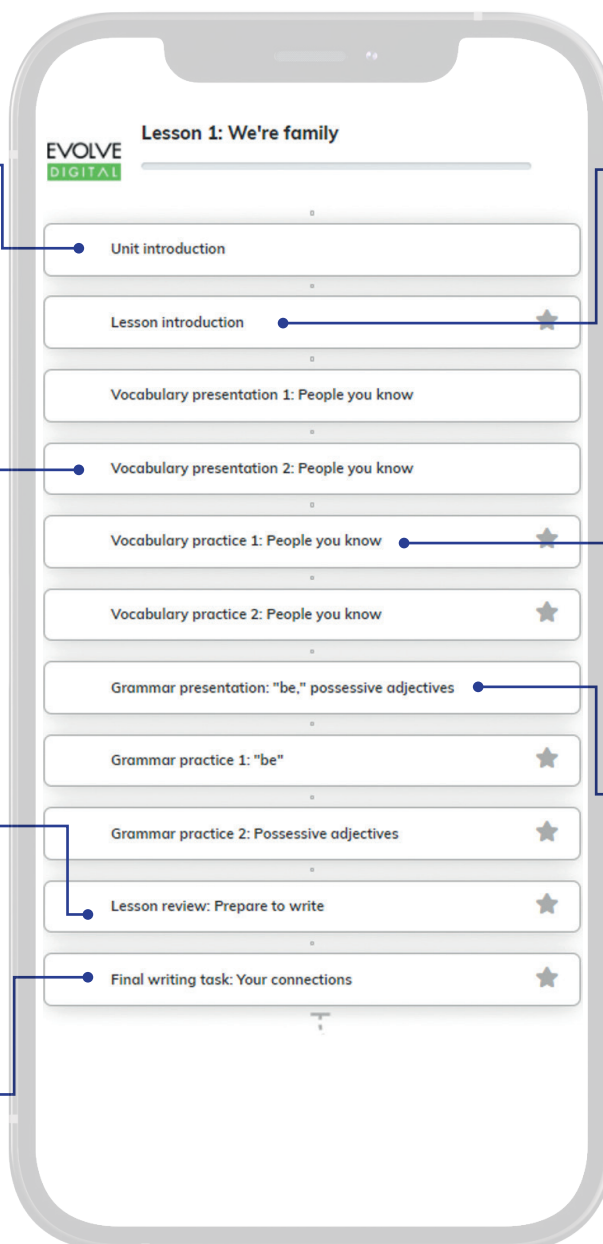 Lesson 1: We're family
EVOLVE
DIGITAL
Unit introduction
Lesson introduction
Vocabulary presentation 1: People you know
Vocabulary presentation 2: People you know
Vocabulary practice 1: People you know
Vocabulary practice 2: People you know
Grammar presentation: "be," possessive adjectives
Grammar practice 1: "be"
Grammar practice 2: Possessive adjectives
Lesson review: Prepare to write
Final writing task: Your connections